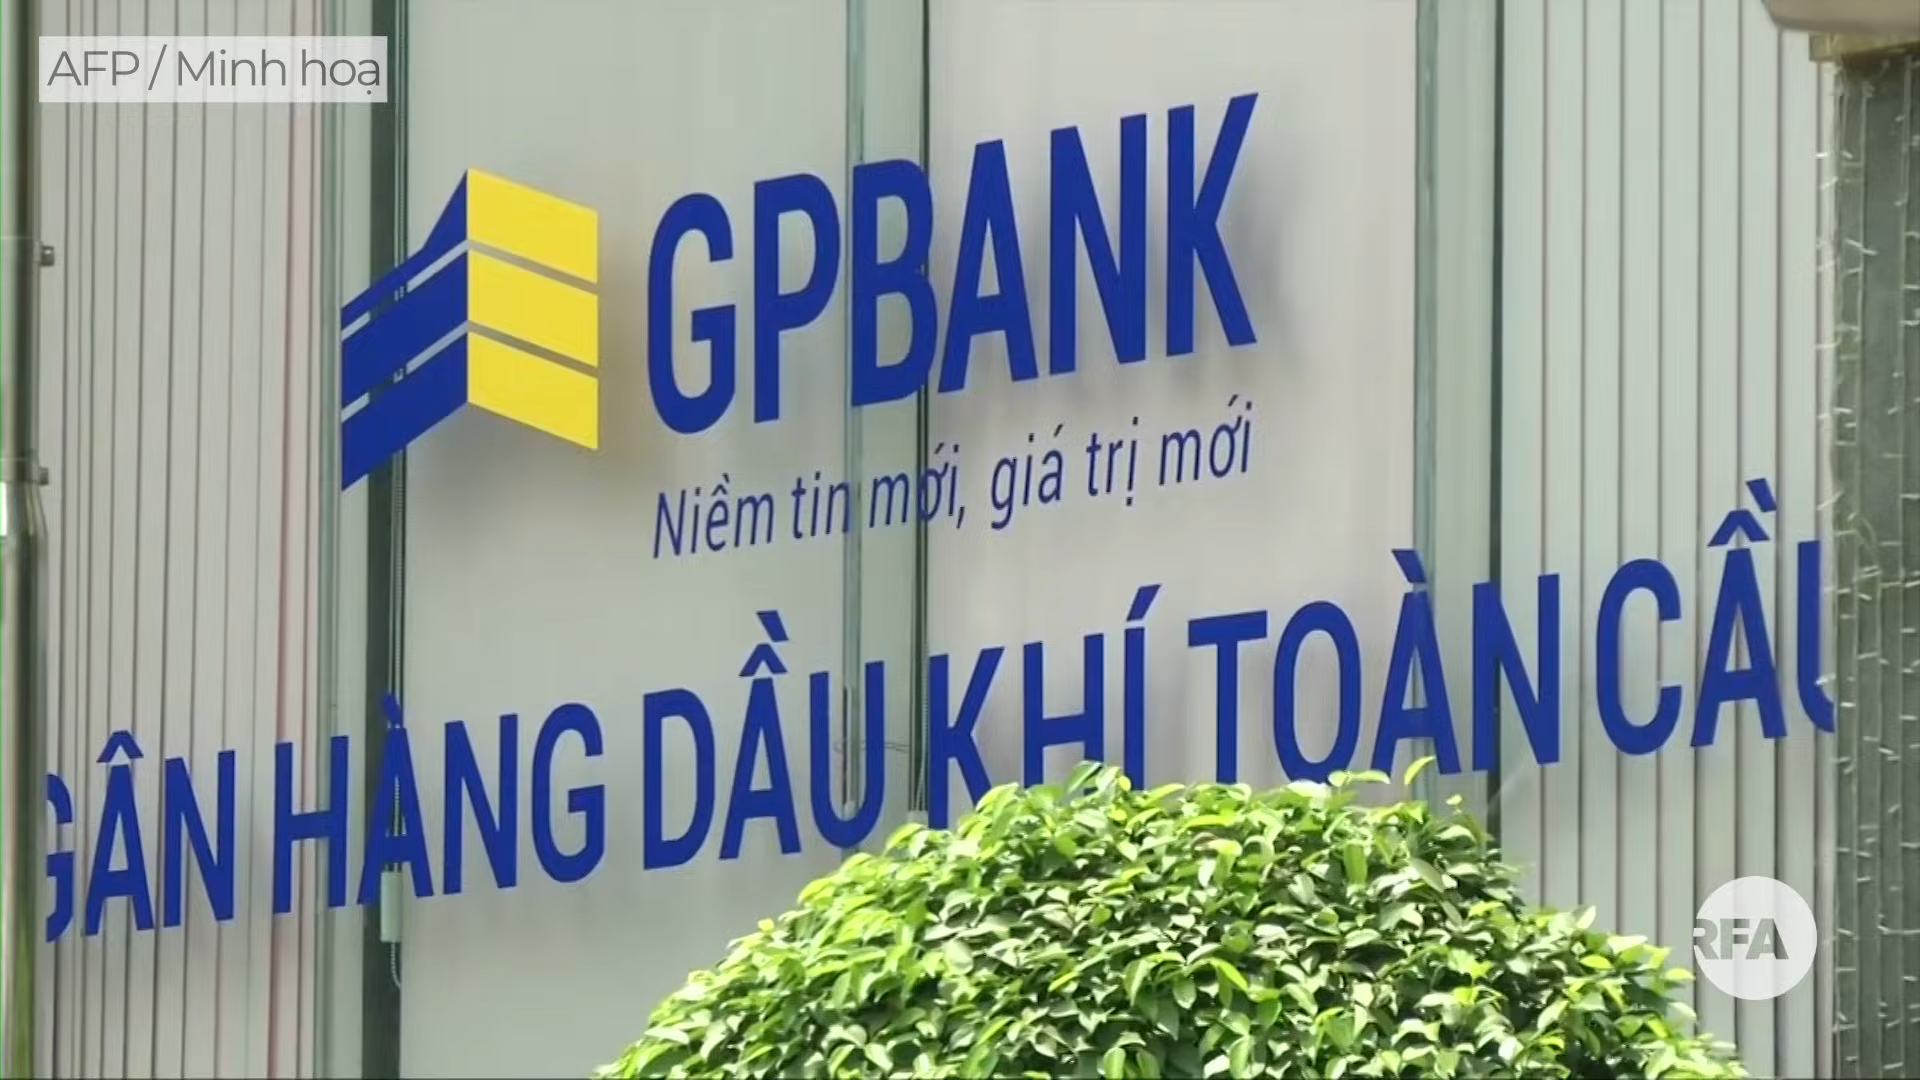 AFP / Minh hoạ
GPBANK
Niềm tin mới, giá trị mới
GÂN HÀNG DẦU KHÍ TOÀN CẦU
RFA